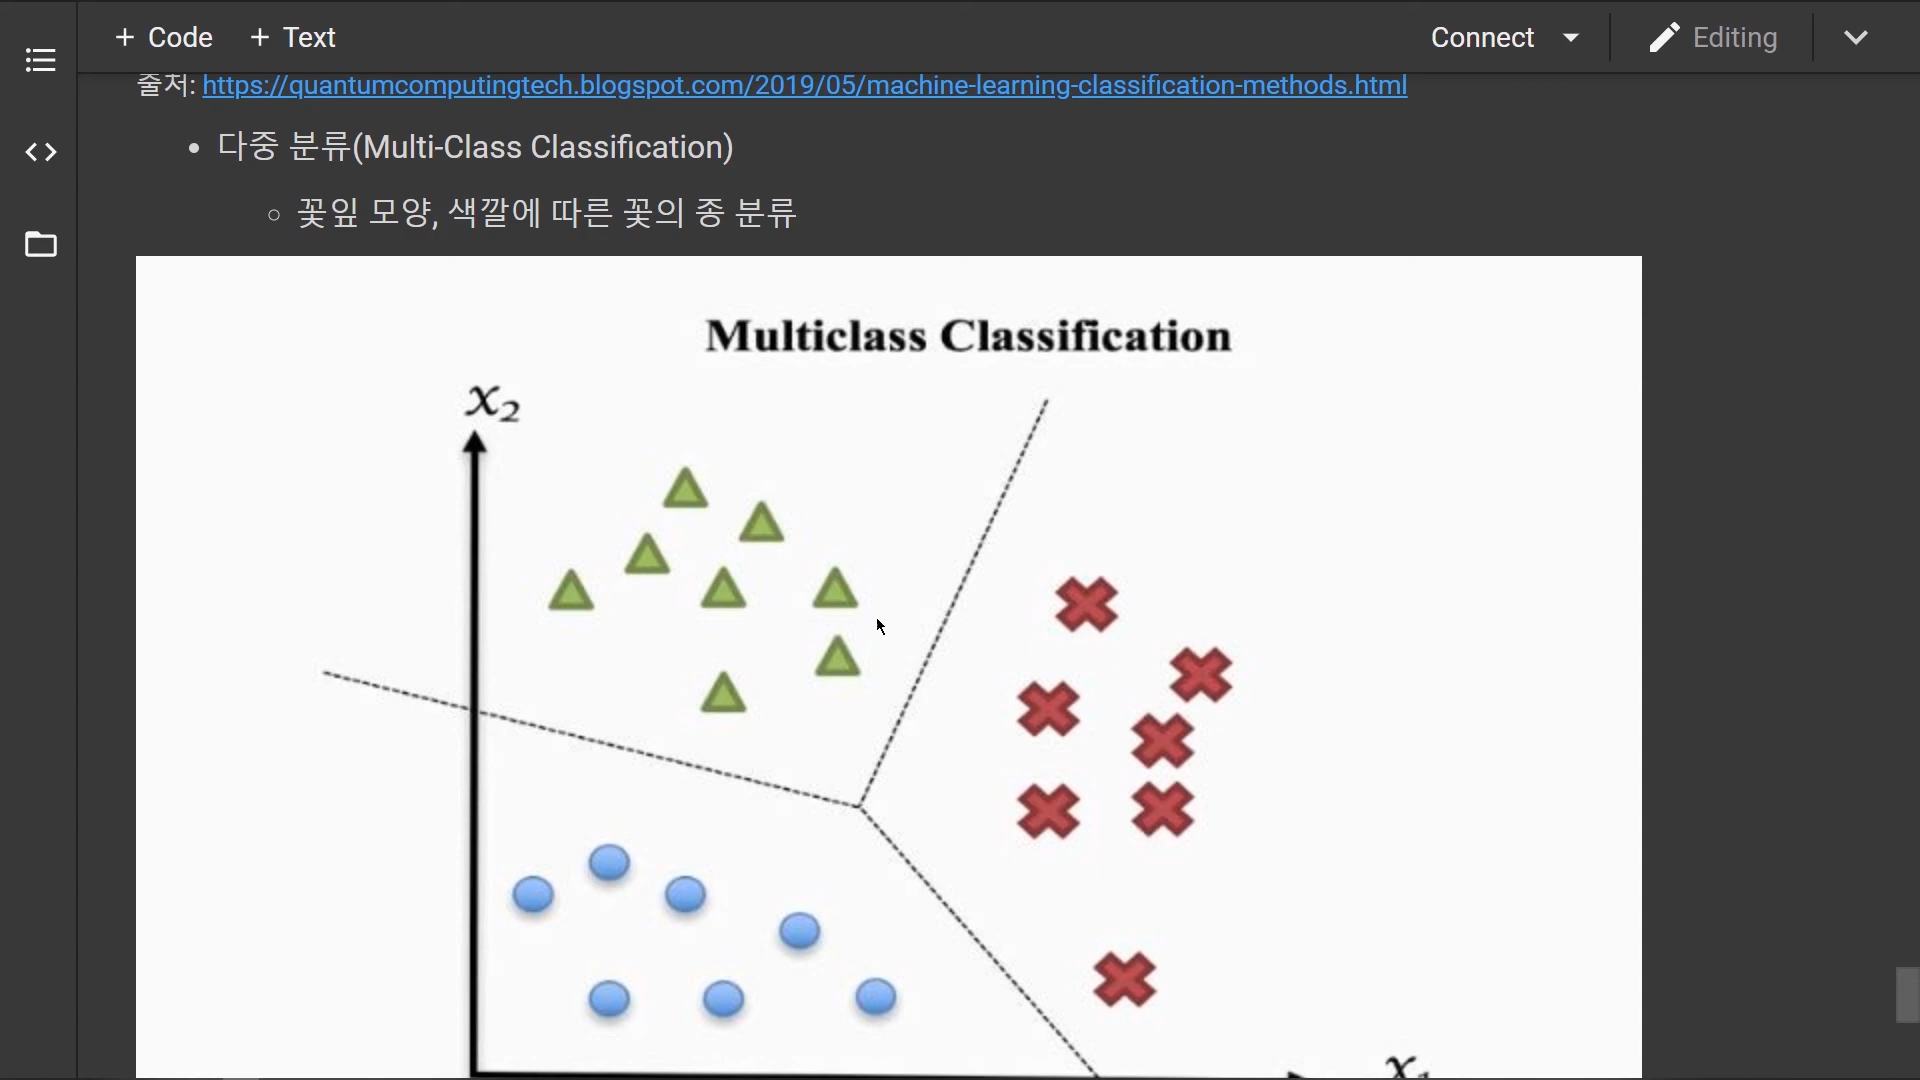 + Code + Text Connect Editing
출처: https://quantumcomputingtech.blogspot.com/2019/05/machine-learning-classification-methods.html
• 다중 분류(Multi-Class Classification)
○ 꽃잎 모양, 색깔에 따른 꽃의 종 분류
Multiclass Classification
x₂
x₁